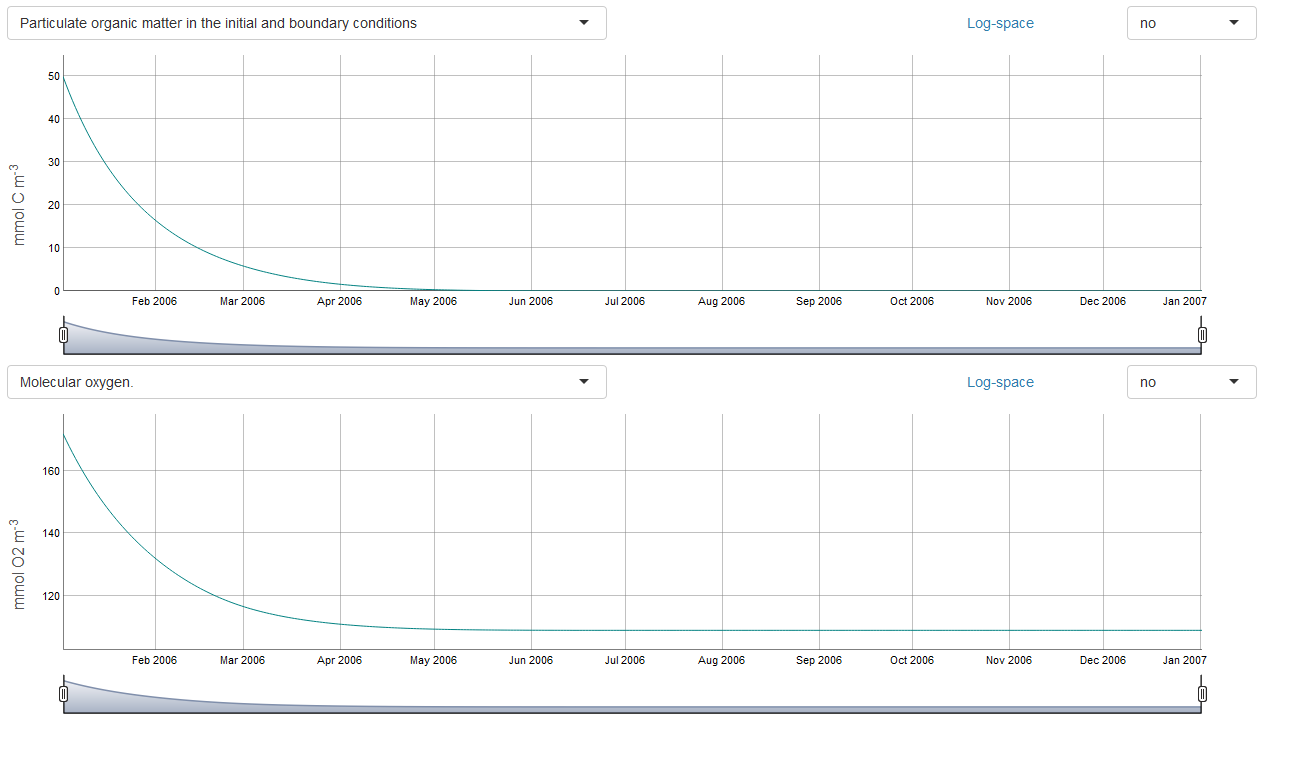 Particulate organic matter in the initial and boundary conditions
Log-space
no
50
40
30
20
10
0
mmol C m⁻³
Feb 2006 Mar 2006 Apr 2006 May 2006 Jun 2006 Jul 2006 Aug 2006 Sep 2006 Oct 2006 Nov 2006 Dec 2006 Jan 2007
Molecular oxygen.
Log-space
no
160
140
120
mmol O2 m⁻³
Feb 2006 Mar 2006 Apr 2006 May 2006 Jun 2006 Jul 2006 Aug 2006 Sep 2006 Oct 2006 Nov 2006 Dec 2006 Jan 2007